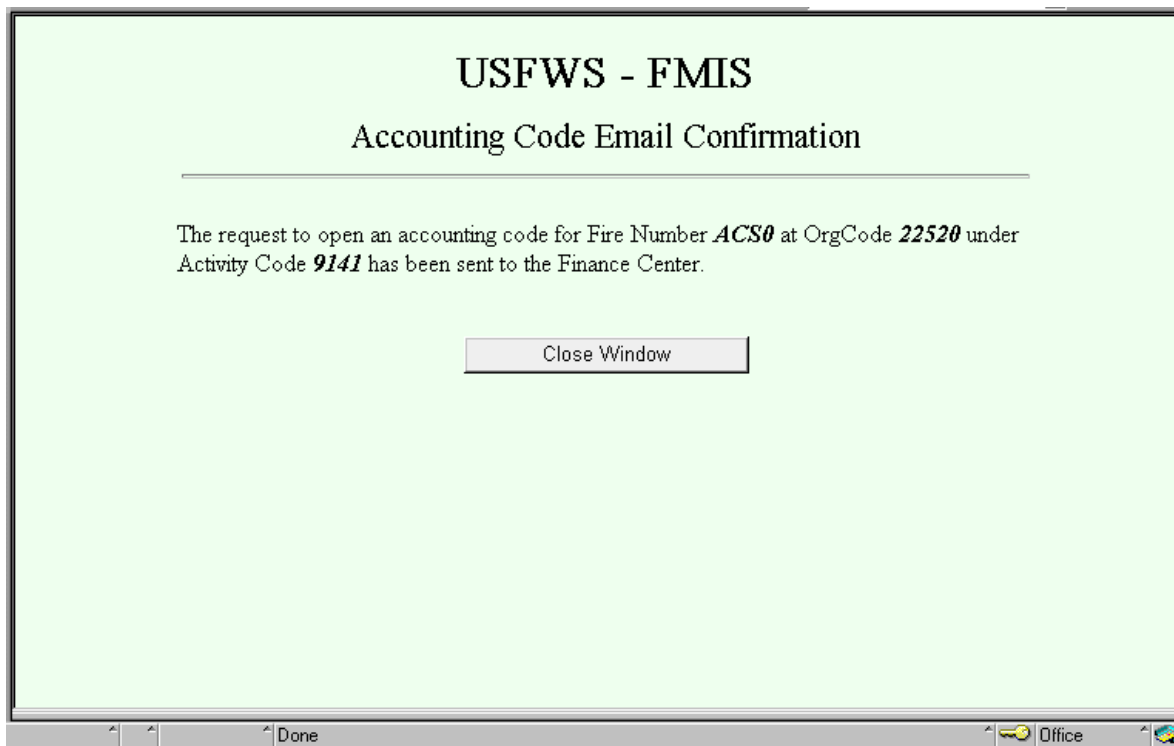 USFWS - FMIS
Accounting Code Email Confirmation
The request to open an accounting code for Fire Number ACS0 at OrgCode 22520 under
Activity Code 9141 has been sent to the Finance Center.
Close Window
Done
Office